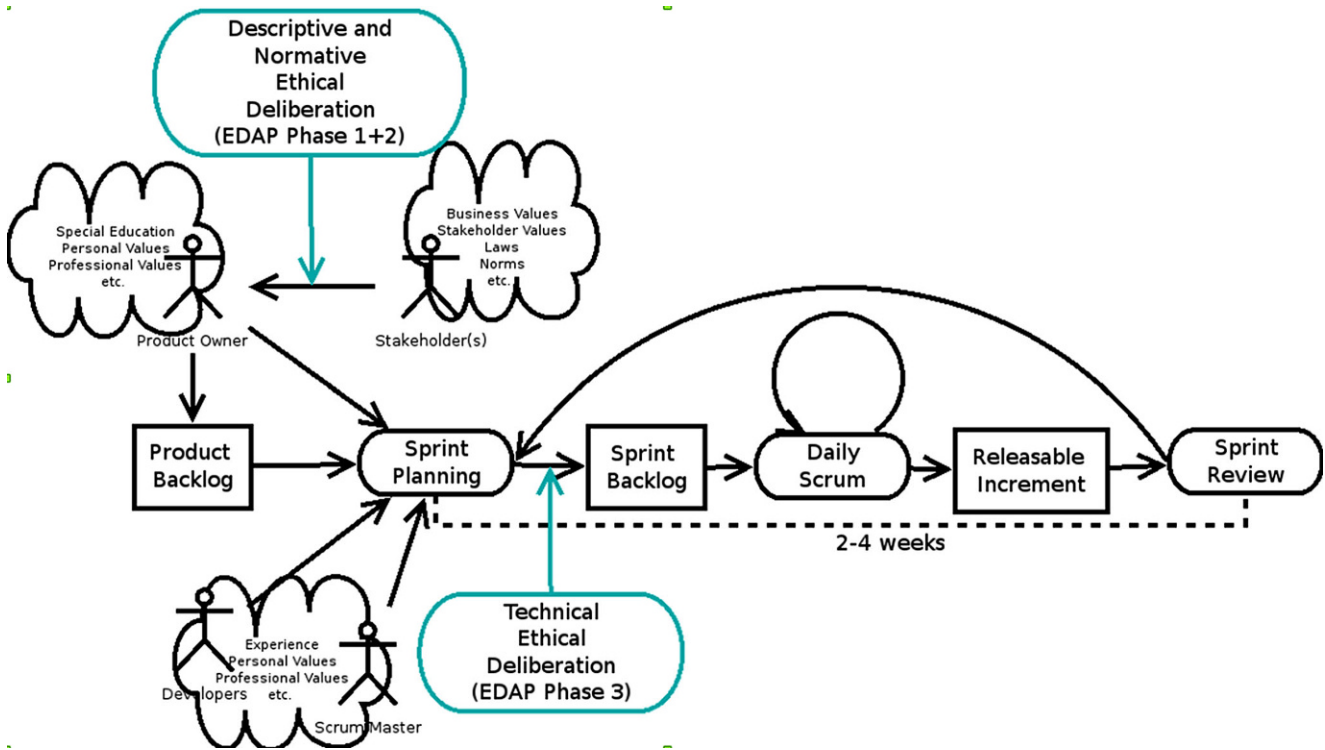 Descriptive and
Normative
Ethical
Deliberation
(EDAP Phase 1+2)
Special Education
Personal Values
Professional Values
etc.
Product Owner
Business Values
Stakeholder Values
Laws
Norms
etc.
Stakeholder(s)
Product
Backlog
Sprint
Planning
Sprint
Backlog
Daily
Scrum
Releasable
Increment
Sprint
Review
2-4 weeks
Experience
Personal Values
Professional Values
etc.
Developers
Scrum Master
Technical
Ethical
Deliberation
(EDAP Phase 3)